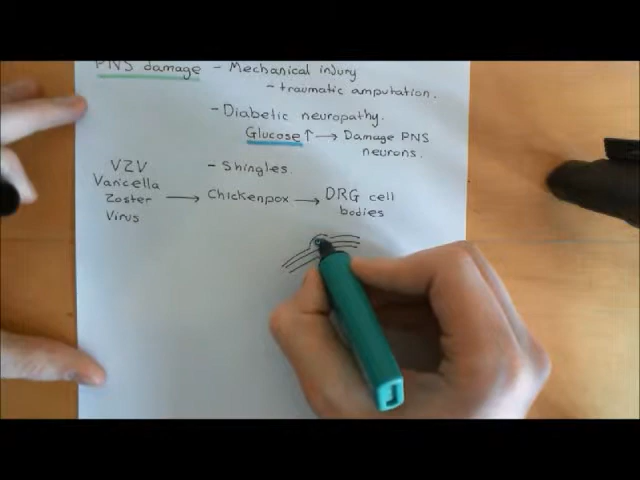 PNS damage - Mechanical injury
- traumatic amputation.
- Diabetic neuropathy.
Glucose ↑ → Damage PNS
neurons.
- Shingles.
VZV
Varicella
Zoster → Chickenpox → DRG cell
Virus bodies